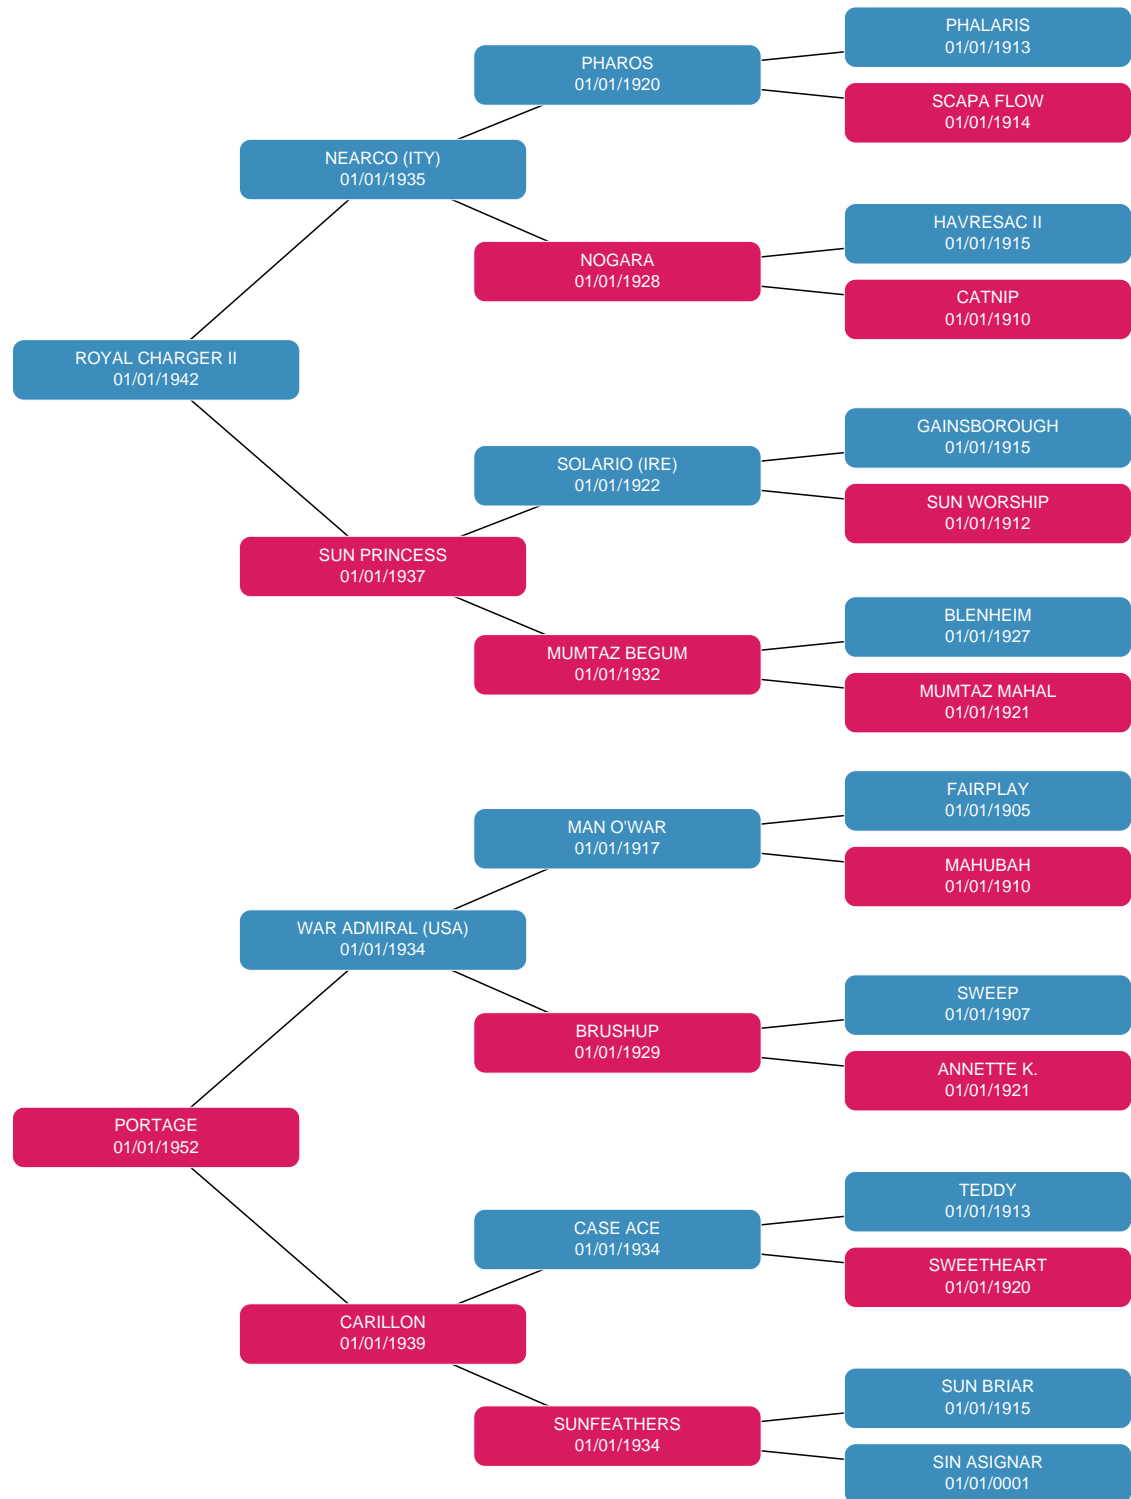 PHALARIS
01/01/1913
PHAROS
01/01/1920
SCAPA FLOW
01/01/1914
NEARCO (ITY)
01/01/1935
HAVRESAC II
01/01/1915
NOGARA
01/01/1928
CATNIP
01/01/1910
ROYAL CHARGER II
01/01/1942
GAINSBOROUGH
01/01/1915
SOLARIO (IRE)
01/01/1922
SUN WORSHIP
01/01/1912
SUN PRINCESS
01/01/1937
BLENHEIM
01/01/1927
MUMTAZ BEGUM
01/01/1932
MUMTAZ MAHAL
01/01/1921
FAIRPLAY
01/01/1905
MAN O'WAR
01/01/1917
MAHUBAH
01/01/1910
WAR ADMIRAL (USA)
01/01/1934
SWEEP
01/01/1907
BRUSHUP
01/01/1929
ANNETTE K.
01/01/1921
PORTAGE
01/01/1952
TEDDY
01/01/1913
CASE ACE
01/01/1934
SWEETHEART
01/01/1920
CARILLON
01/01/1939
SUN BRIAR
01/01/1915
SUNFEATHERS
01/01/1934
SIN ASIGNAR
01/01/0001